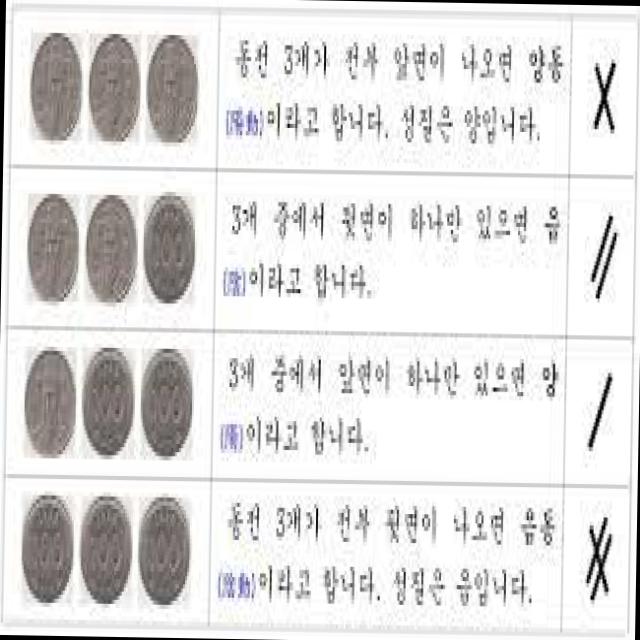 동전 3개가 전부 앞면이 나오면 양동
(陽動)이라고 합니다. 성질은 양입니다.
3개 중에서 뒷면이 하나만 있으면 음
(陰)이라고 합니다.
3개 중에서 앞면이 하나만 있으면 양
(陽)이라고 합니다.
동전 3개가 전부 뒷면이 나오면 음동
(陰動)이라고 합니다. 성질은 음입니다.